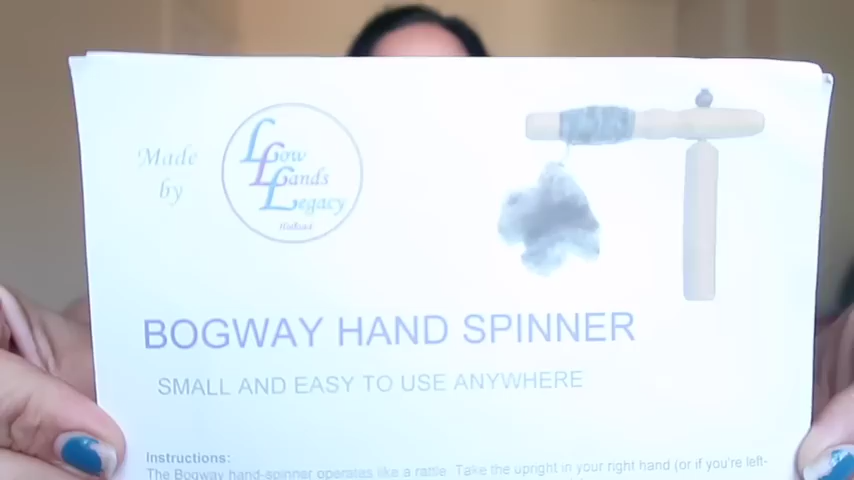 Made
by
Low
Lands
Legacy
BOGWAY HAND SPINNER
SMALL AND EASY TO USE ANYWHERE
Instructions:
The Bogway hand-spinner operates like a rattle. Take the upright in your right hand (or if you're left-